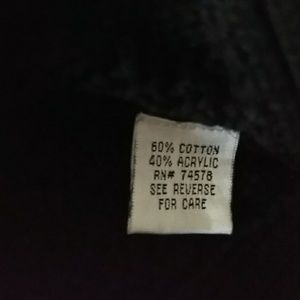 60% COTTON
40% ACRYLIC
RN# 74578
SEE REVERSE
FOR CARE